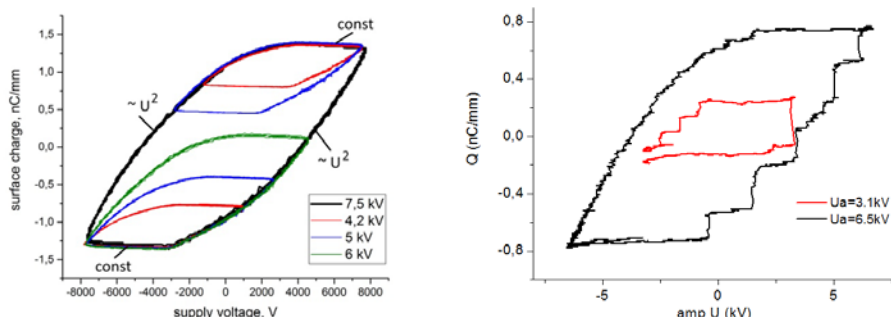 const
1,5
1,0
0,5
0,0
-0,5
-1,0
-1,5
surface charge, nC/mm
~ U²
~ U²
const
7,5 kV
4,2 kV
5 kV
6 kV
-8000 -6000 -4000 -2000 0 2000 4000 6000 8000
supply voltage, V
0,8
0,4
0,0
-0,4
-0,8
Q (nC/mm)
Ua=3.1kV
Ua=6.5kV
-5 0 5
amp U (kV)